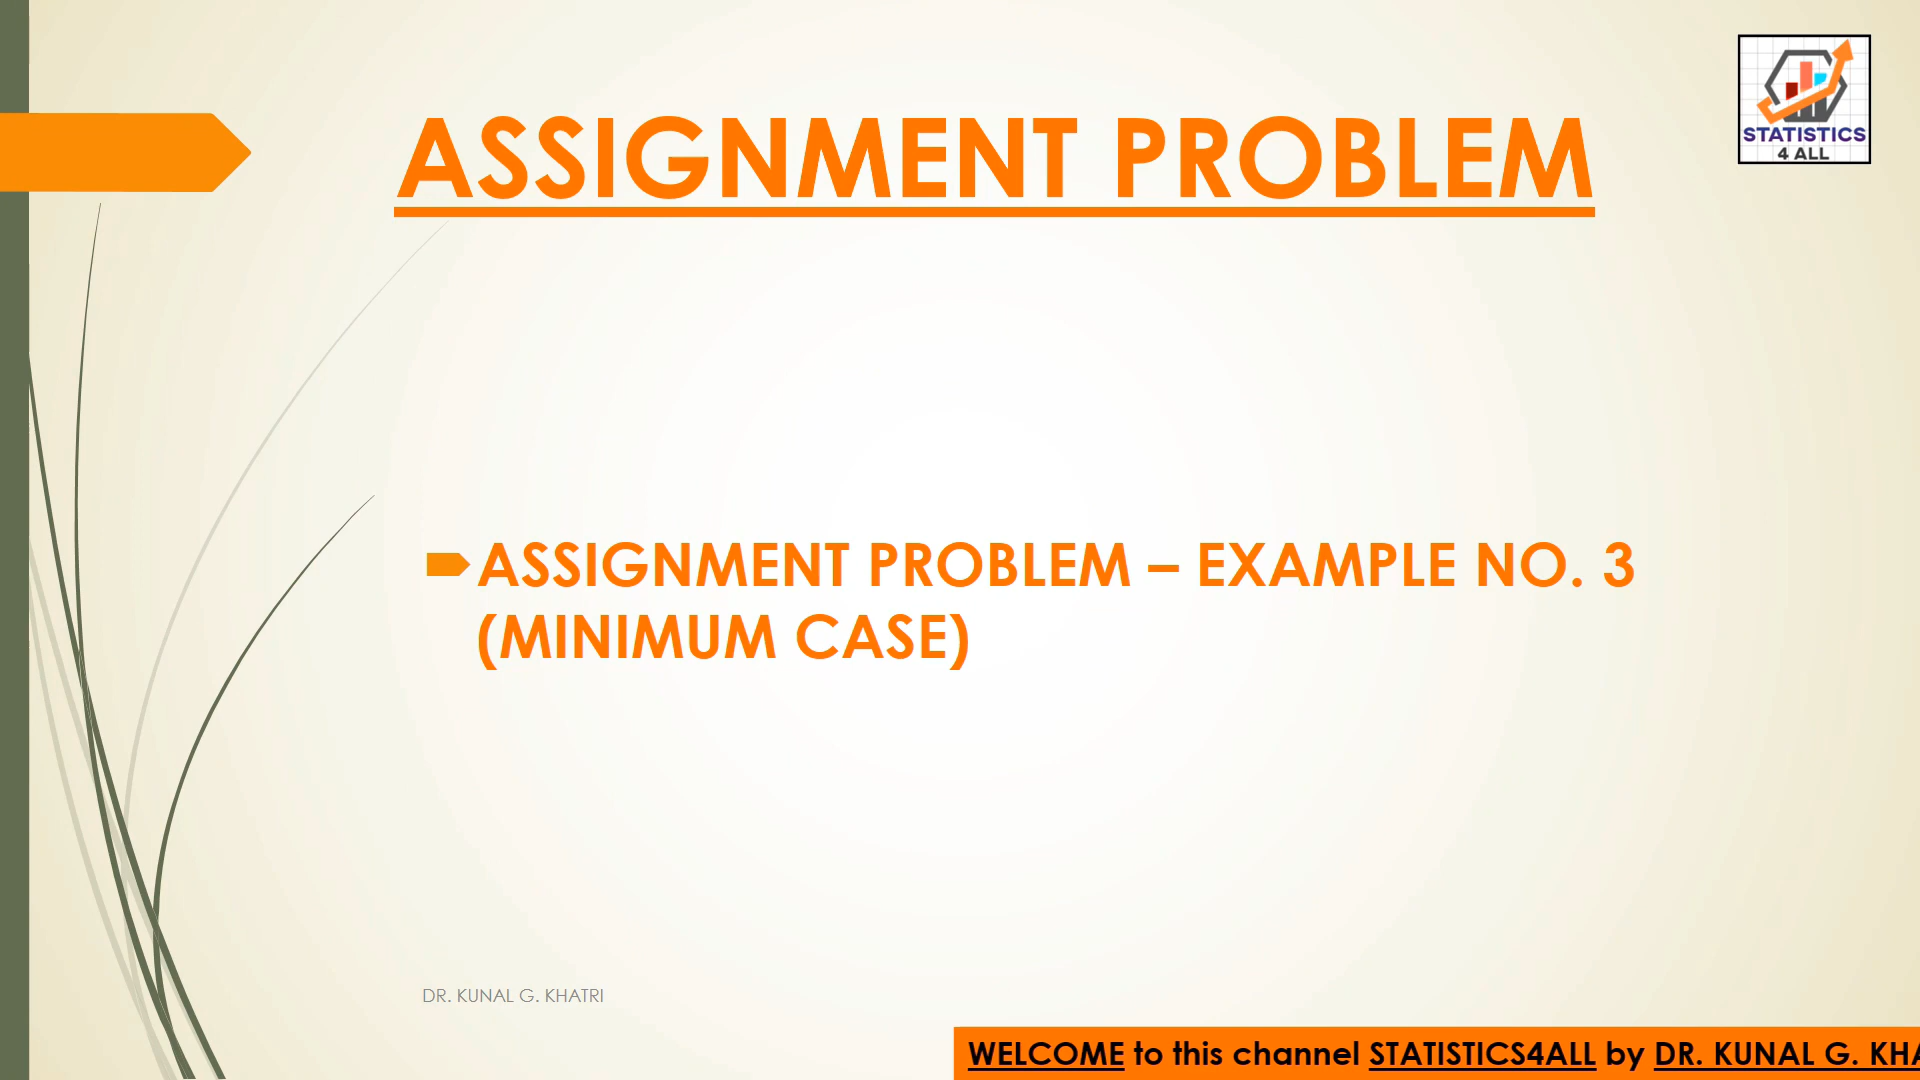 ASSIGNMENT PROBLEM
STATISTICS
4 ALL
ASSIGNMENT PROBLEM – EXAMPLE NO. 3
(MINIMUM CASE)
DR. KUNAL G. KHATRI
WELCOME to this channel STATISTICS4ALL by DR. KUNAL G.